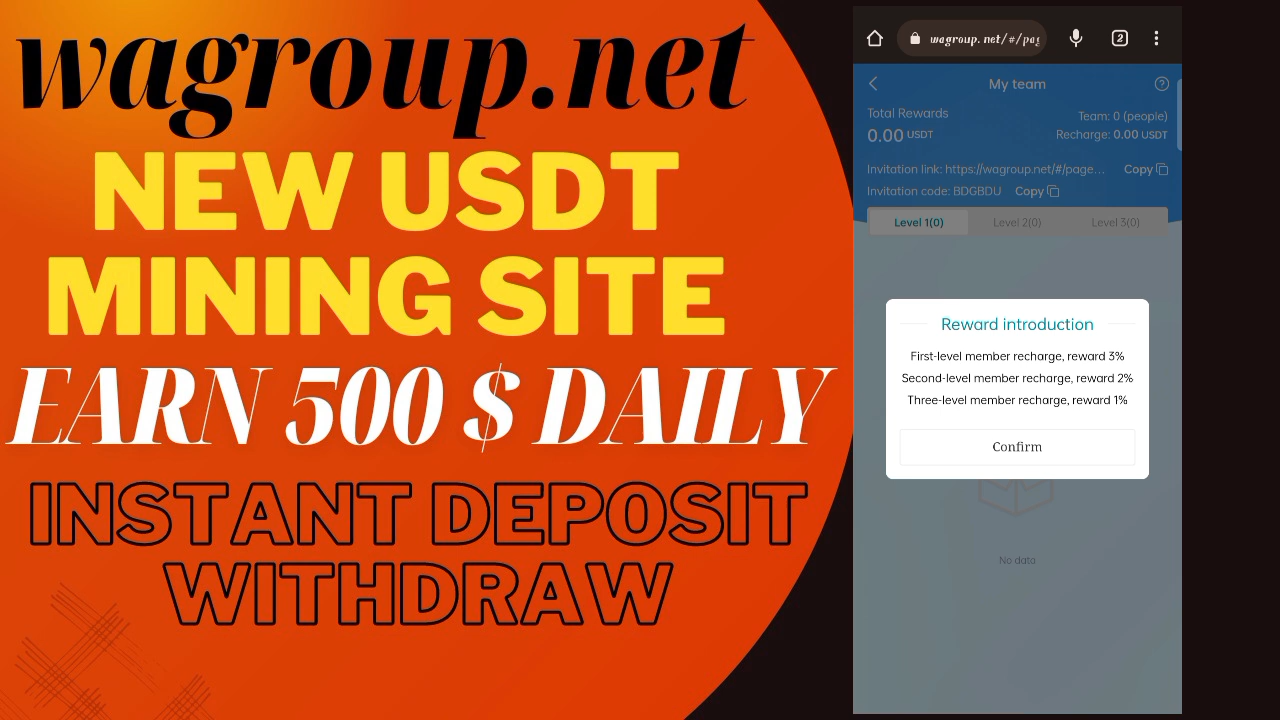 wagroup.net
NEW USDT
MINING SITE
EARN 500 $ DAILY
INSTANT DEPOSIT
WITHDRAW
wagroup.net/#/pag
2
My team
Total Rewards
0.00 USDT
Team: 0 (people)
Recharge: 0.00 USDT
Invitation link: https://wagroup.net/#/page... Copy
Invitation code: BDGBDU Copy
Level 1(0) Level 2(0) Level 3(0)
Reward introduction
First-level member recharge, reward 3%
Second-level member recharge, reward 2%
Three-level member recharge, reward 1%
Confirm
No data